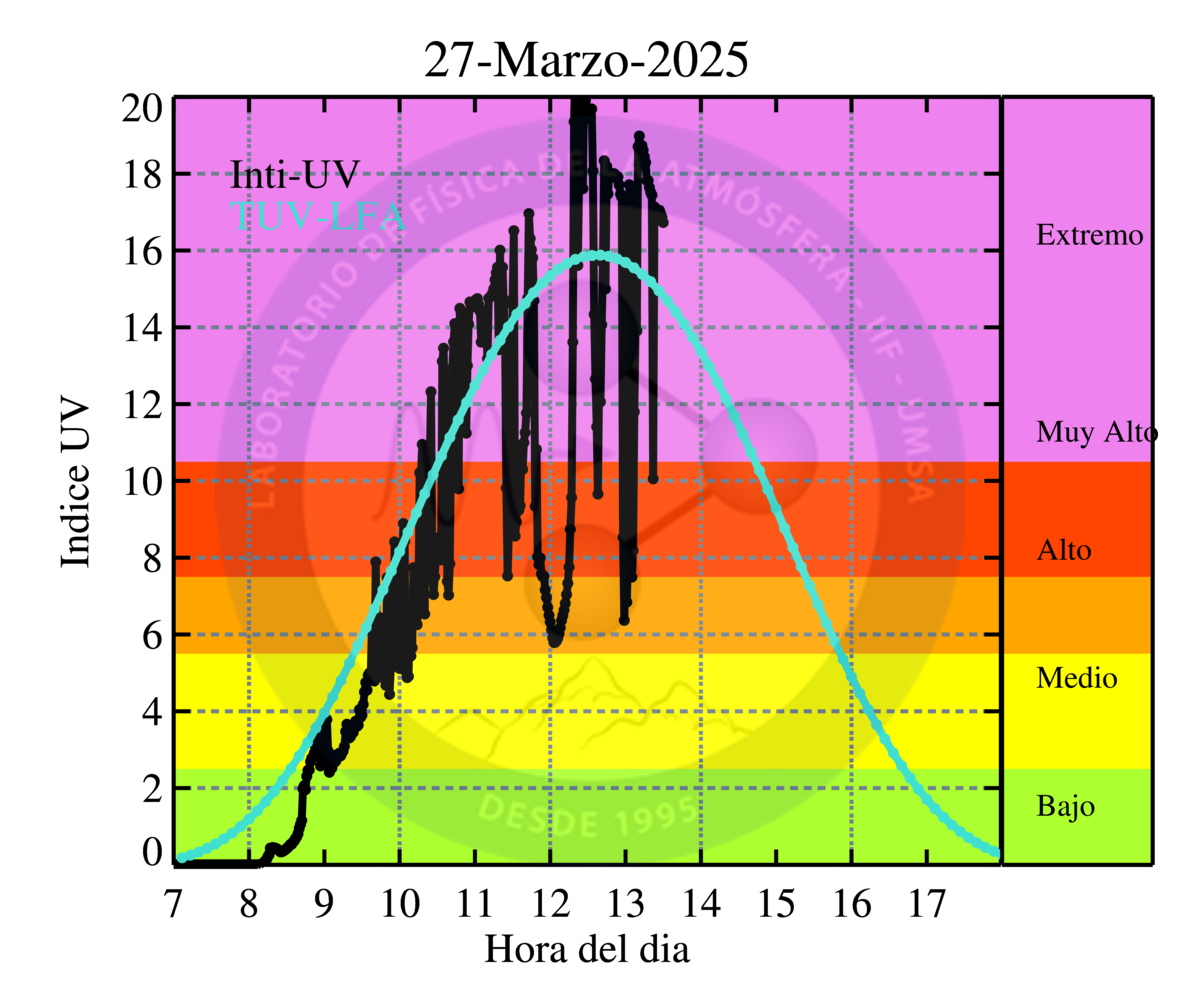 27-Marzo-2025
Inti-UV
TUV-LFA
LABORATORIO DE FÍSICA DE LA ATMÓSFERA - IIF - UMSA
DESDE 1995
Indice UV
20
18
16
14
12
10
8
6
4
2
0
Extremo
Muy Alto
Alto
Medio
Bajo
7 8 9 10 11 12 13 14 15 16 17
Hora del dia